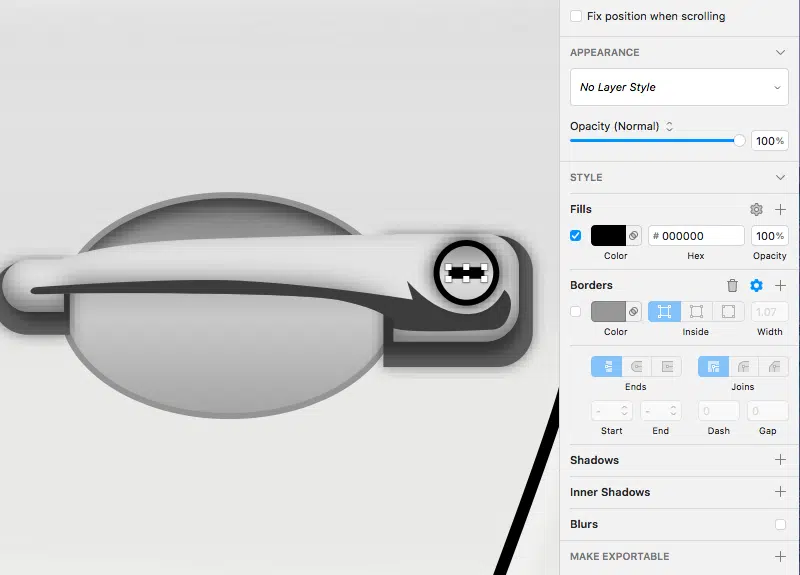 Fix position when scrolling
APPEARANCE
No Layer Style
Opacity (Normal)
100%
STYLE
Fills
# 000000
100%
Color
Hex
Opacity
Borders
1.07
Color
Inside
Width
Ends
Joins
-
-
0
0
Start
End
Dash
Gap
Shadows
Inner Shadows
Blurs
MAKE EXPORTABLE